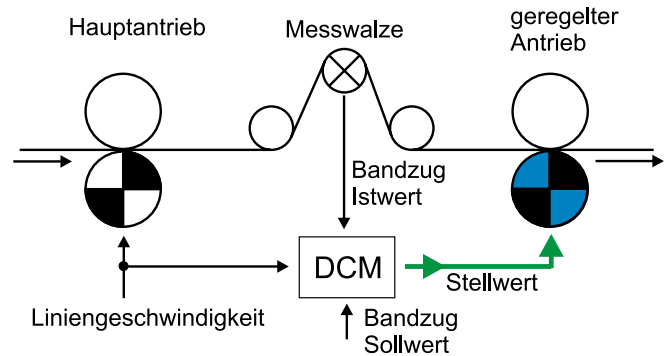 Hauptantrieb
Messwalze
geregelter
Antrieb
Bandzug
Istwert
DCM
Stellwert
Liniengeschwindigkeit
Bandzug
Sollwert